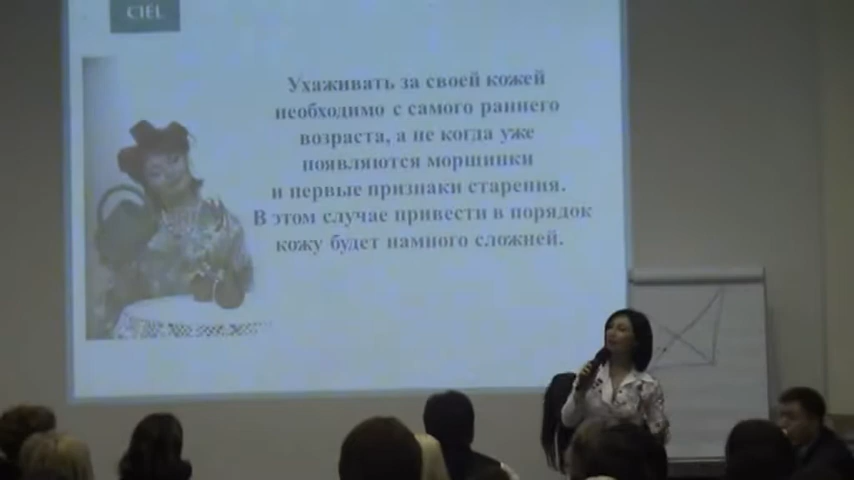 CIEL
Ухаживать за своей кожей
необходимо с самого раннего
возраста, а не когда уже
появляются морщинки
и первые признаки старения.
В этом случае привести в порядок
кожу будет намного сложней.